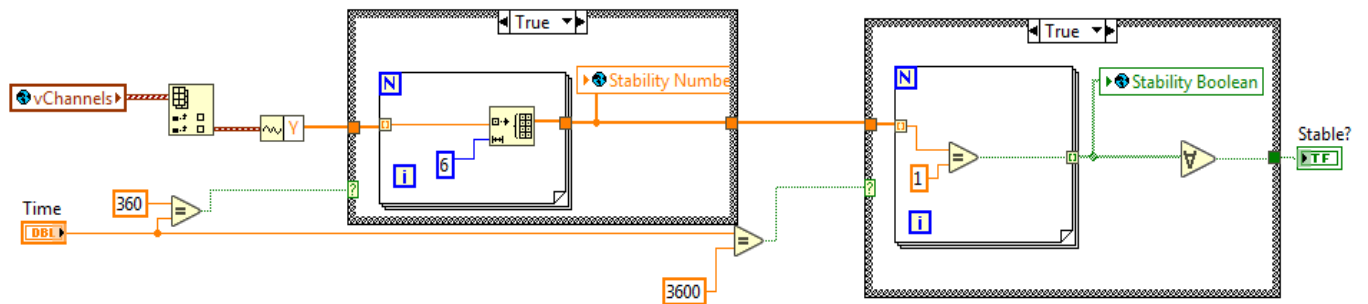 True
True
N
N
vChannels
Stability Numbe
Stability Boolean
Y
6
=
Stable?
TF
i
1
?
?
Time
360
=
i
DBL
=
3600